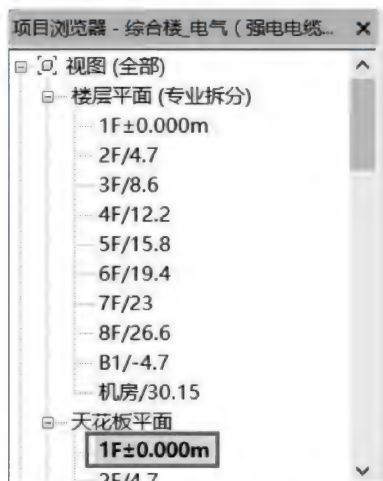 项目浏览器 - 综合楼_电气 ( 强电电缆...
视图 (全部)
楼层平面 (专业拆分)
1F±0.000m
2F/4.7
3F/8.6
4F/12.2
5F/15.8
6F/19.4
7F/23
8F/26.6
B1/-4.7
机房/30.15
天花板平面
1F±0.000m
2F/4.7